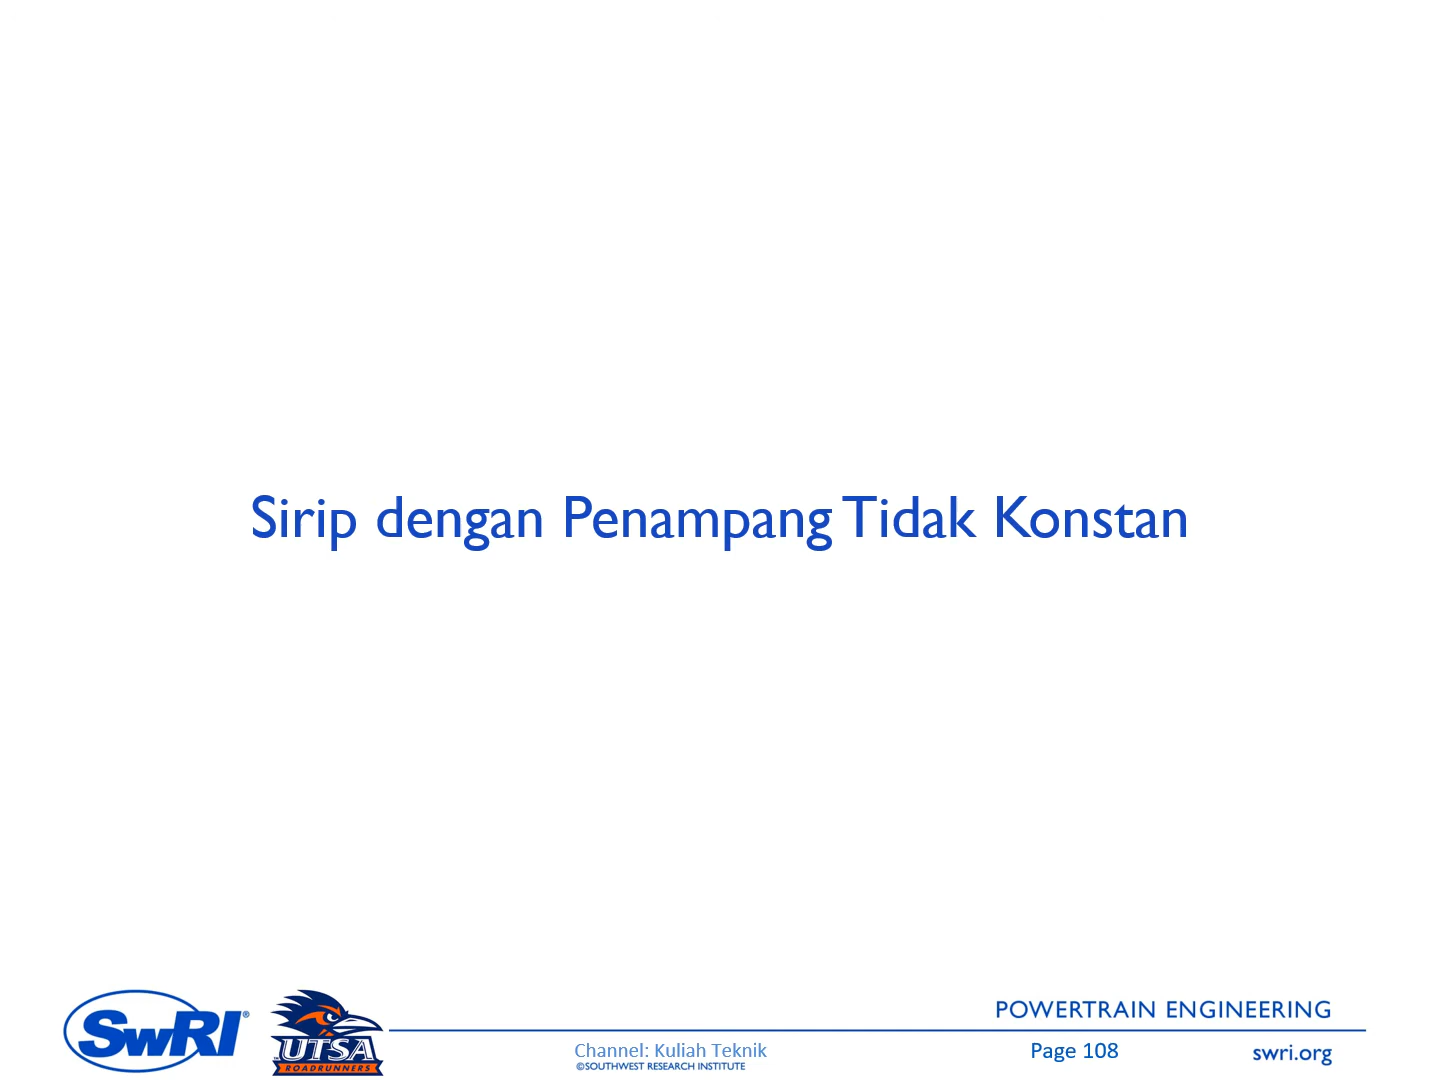 Sirip dengan Penampang Tidak Konstan
SwRI®
UTSA
ROADRUNNERS
POWERTRAIN ENGINEERING
Channel: Kuliah Teknik
©SOUTHWEST RESEARCH INSTITUTE
Page 108
swri.org